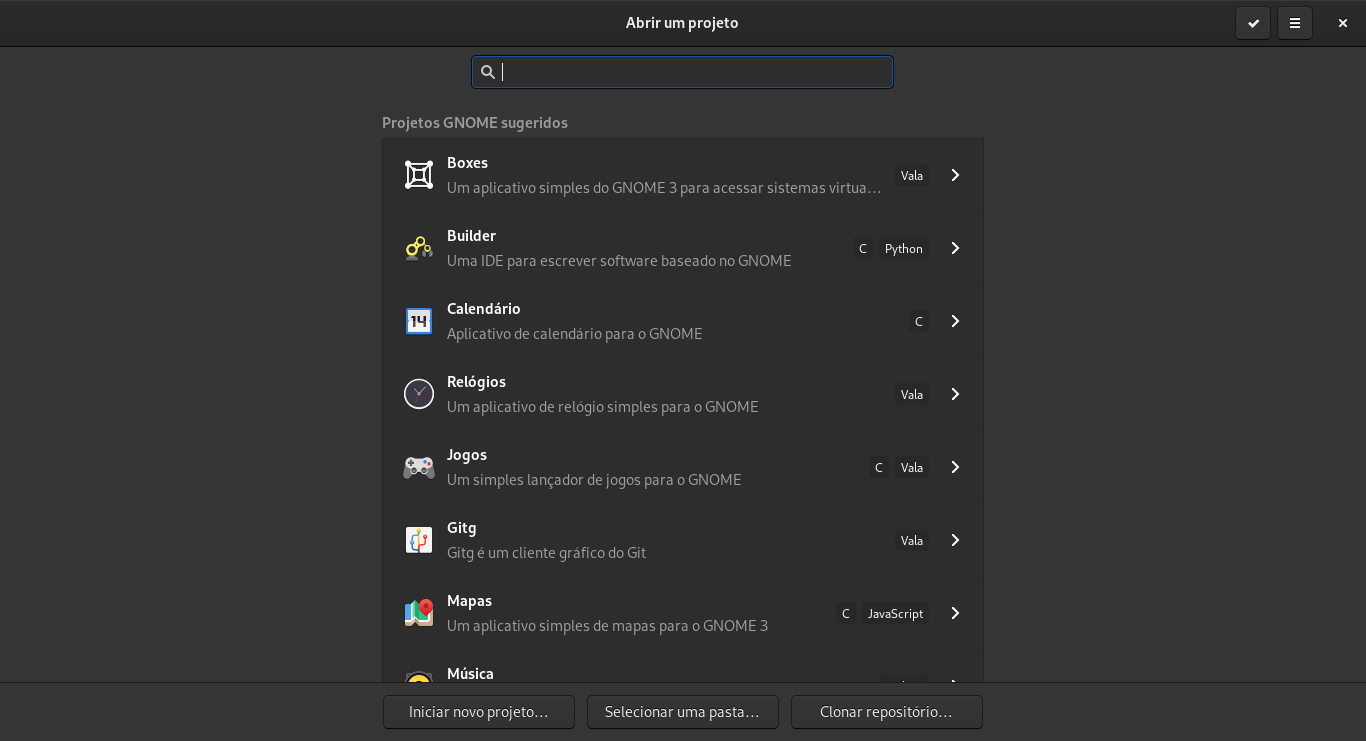 Abrir um projeto
Projetos GNOME sugeridos
Boxes
Um aplicativo simples do GNOME 3 para acessar sistemas virtua…
Vala
Builder
Uma IDE para escrever software baseado no GNOME
C Python
14
Calendário
Aplicativo de calendário para o GNOME
C
Relógios
Um aplicativo de relógio simples para o GNOME
Vala
Jogos
Um simples lançador de jogos para o GNOME
C Vala
Gitg
Gitg é um cliente gráfico do Git
Vala
Mapas
Um aplicativo simples de mapas para o GNOME 3
C JavaScript
Música
Iniciar novo projeto… Selecionar uma pasta… Clonar repositório…